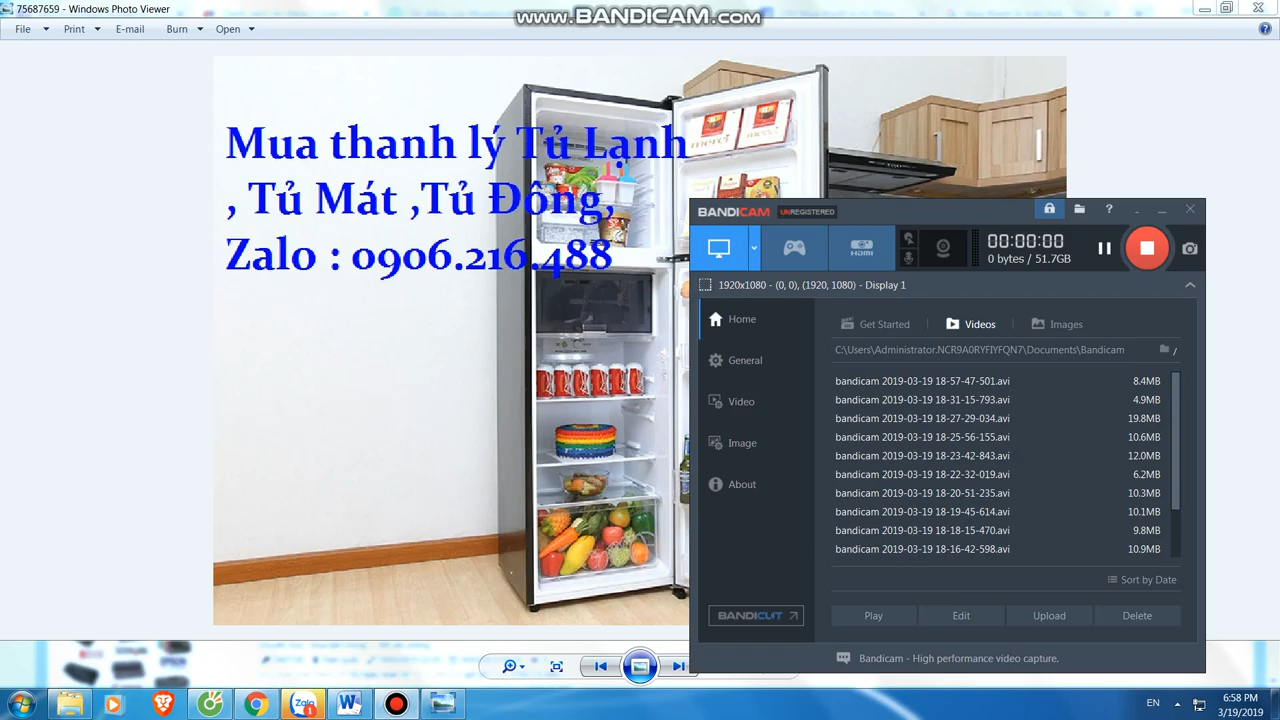 75687659 - Windows Photo Viewer
www.BANDICAM.com
File Print E-mail Burn Open
Mua thanh lý Tủ Lạnh
, Tủ Mát ,Tủ Đông,
Zalo : 0906.216.488
merci
BANDICAM UNREGISTERED
?
HDMI
00:00:00
0 bytes / 51.7GB
1920x1080 - (0, 0), (1920, 1080) - Display 1
Home
General
Video
Image
About
BANDICUT
Get Started Videos Images
C:\Users\Administrator.NCR9A0RYFIYFQN7\Documents\Bandicam /
bandicam 2019-03-19 18-57-47-501.avi 8.4MB
bandicam 2019-03-19 18-31-15-793.avi 4.9MB
bandicam 2019-03-19 18-27-29-034.avi 19.8MB
bandicam 2019-03-19 18-25-56-155.avi 10.6MB
bandicam 2019-03-19 18-23-42-843.avi 12.0MB
bandicam 2019-03-19 18-22-32-019.avi 6.2MB
bandicam 2019-03-19 18-20-51-235.avi 10.3MB
bandicam 2019-03-19 18-19-45-614.avi 10.1MB
bandicam 2019-03-19 18-18-15-470.avi 9.8MB
bandicam 2019-03-19 18-16-42-598.avi 10.9MB
Sort by Date
Play Edit Upload Delete
Bandicam - High performance video capture.
Zalo 1
EN
6:58 PM
3/19/2019